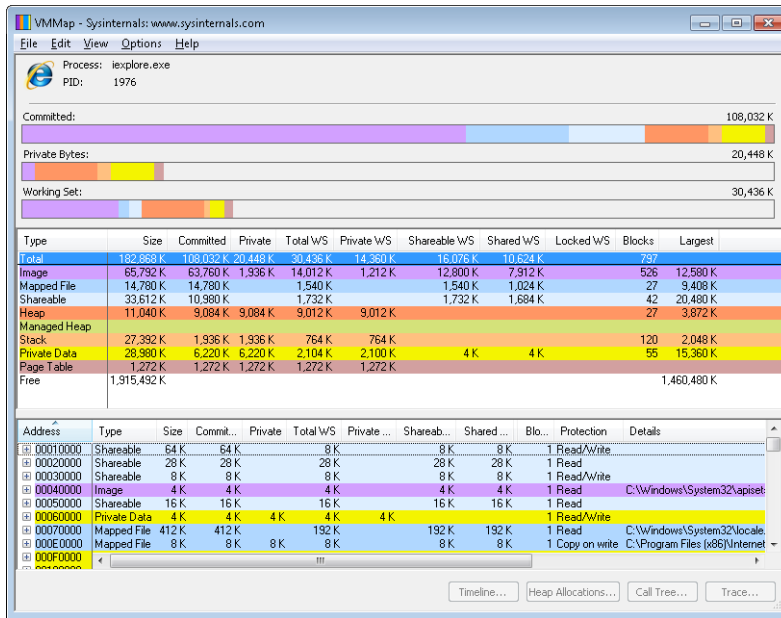 VMMap - Sysinternals: www.sysinternals.com
File Edit View Options Help
Process: iexplore.exe
PID: 1976
Committed: 108,032 K
Private Bytes: 20,448 K
Working Set: 30,436 K
Type Size Committed Private Total WS Private WS Shareable WS Shared WS Locked WS Blocks Largest
Total 182,868 K 108,032 K 20,448 K 30,436 K 14,360 K 16,076 K 10,624 K 797
Image 65,792 K 63,760 K 1,936 K 14,012 K 1,212 K 12,800 K 7,912 K 526 12,580 K
Mapped File 14,780 K 14,780 K 1,540 K 1,540 K 1,024 K 27 9,408 K
Shareable 33,612 K 10,980 K 1,732 K 1,732 K 1,684 K 42 20,480 K
Heap 11,040 K 9,084 K 9,084 K 9,012 K 9,012 K 27 3,872 K
Managed Heap
Stack 27,392 K 1,936 K 1,936 K 764 K 764 K 120 2,048 K
Private Data 28,980 K 6,220 K 6,220 K 2,104 K 2,100 K 4 K 4 K 55 15,360 K
Page Table 1,272 K 1,272 K 1,272 K 1,272 K 1,272 K
Free 1,915,492 K 1,460,480 K
Address Type Size Commit... Private Total WS Private ... Shareab... Shared ... Blo... Protection Details
00010000 Shareable 64 K 64 K 8 K 8 K 8 K 1 Read/Write
00020000 Shareable 28 K 28 K 28 K 28 K 28 K 1 Read
00030000 Shareable 8 K 8 K 8 K 8 K 8 K 1 Read/Write
00040000 Image 4 K 4 K 4 K 4 K 4 K 1 Read C:\Windows\System32\apiset
00050000 Shareable 16 K 16 K 16 K 16 K 16 K 1 Read
00060000 Private Data 4 K 4 K 4 K 4 K 4 K 1 Read/Write
00070000 Mapped File 412 K 412 K 192 K 192 K 192 K 1 Read C:\Windows\System32\locale.
000E0000 Mapped File 8 K 8 K 8 K 8 K 8 K 8 K 1 Copy on write C:\Program Files (x86)\Internet
000F0000
Timeline... Heap Allocations... Call Tree... Trace...